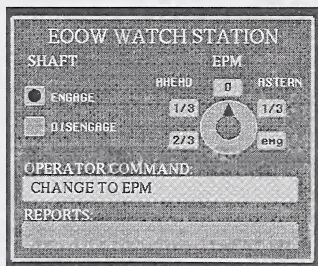 EOOW WATCH STATION
SHAFT EPM
AHEAD 0 ASTERN
ENGAGE
1/3 1/3
DISENGAGE
2/3 emg
OPERATOR COMMAND:
CHANGE TO EPM
REPORTS: